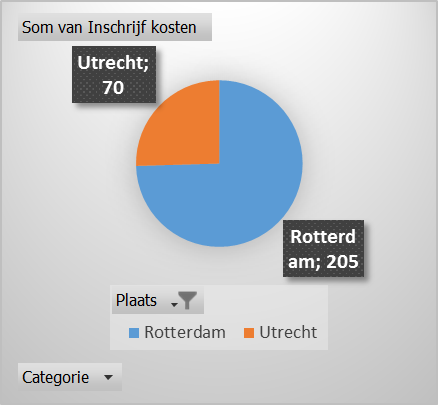 Som van Inschrijf kosten
Utrecht;
70
Rotterd
am; 205
Plaats
Rotterdam
Utrecht
Categorie